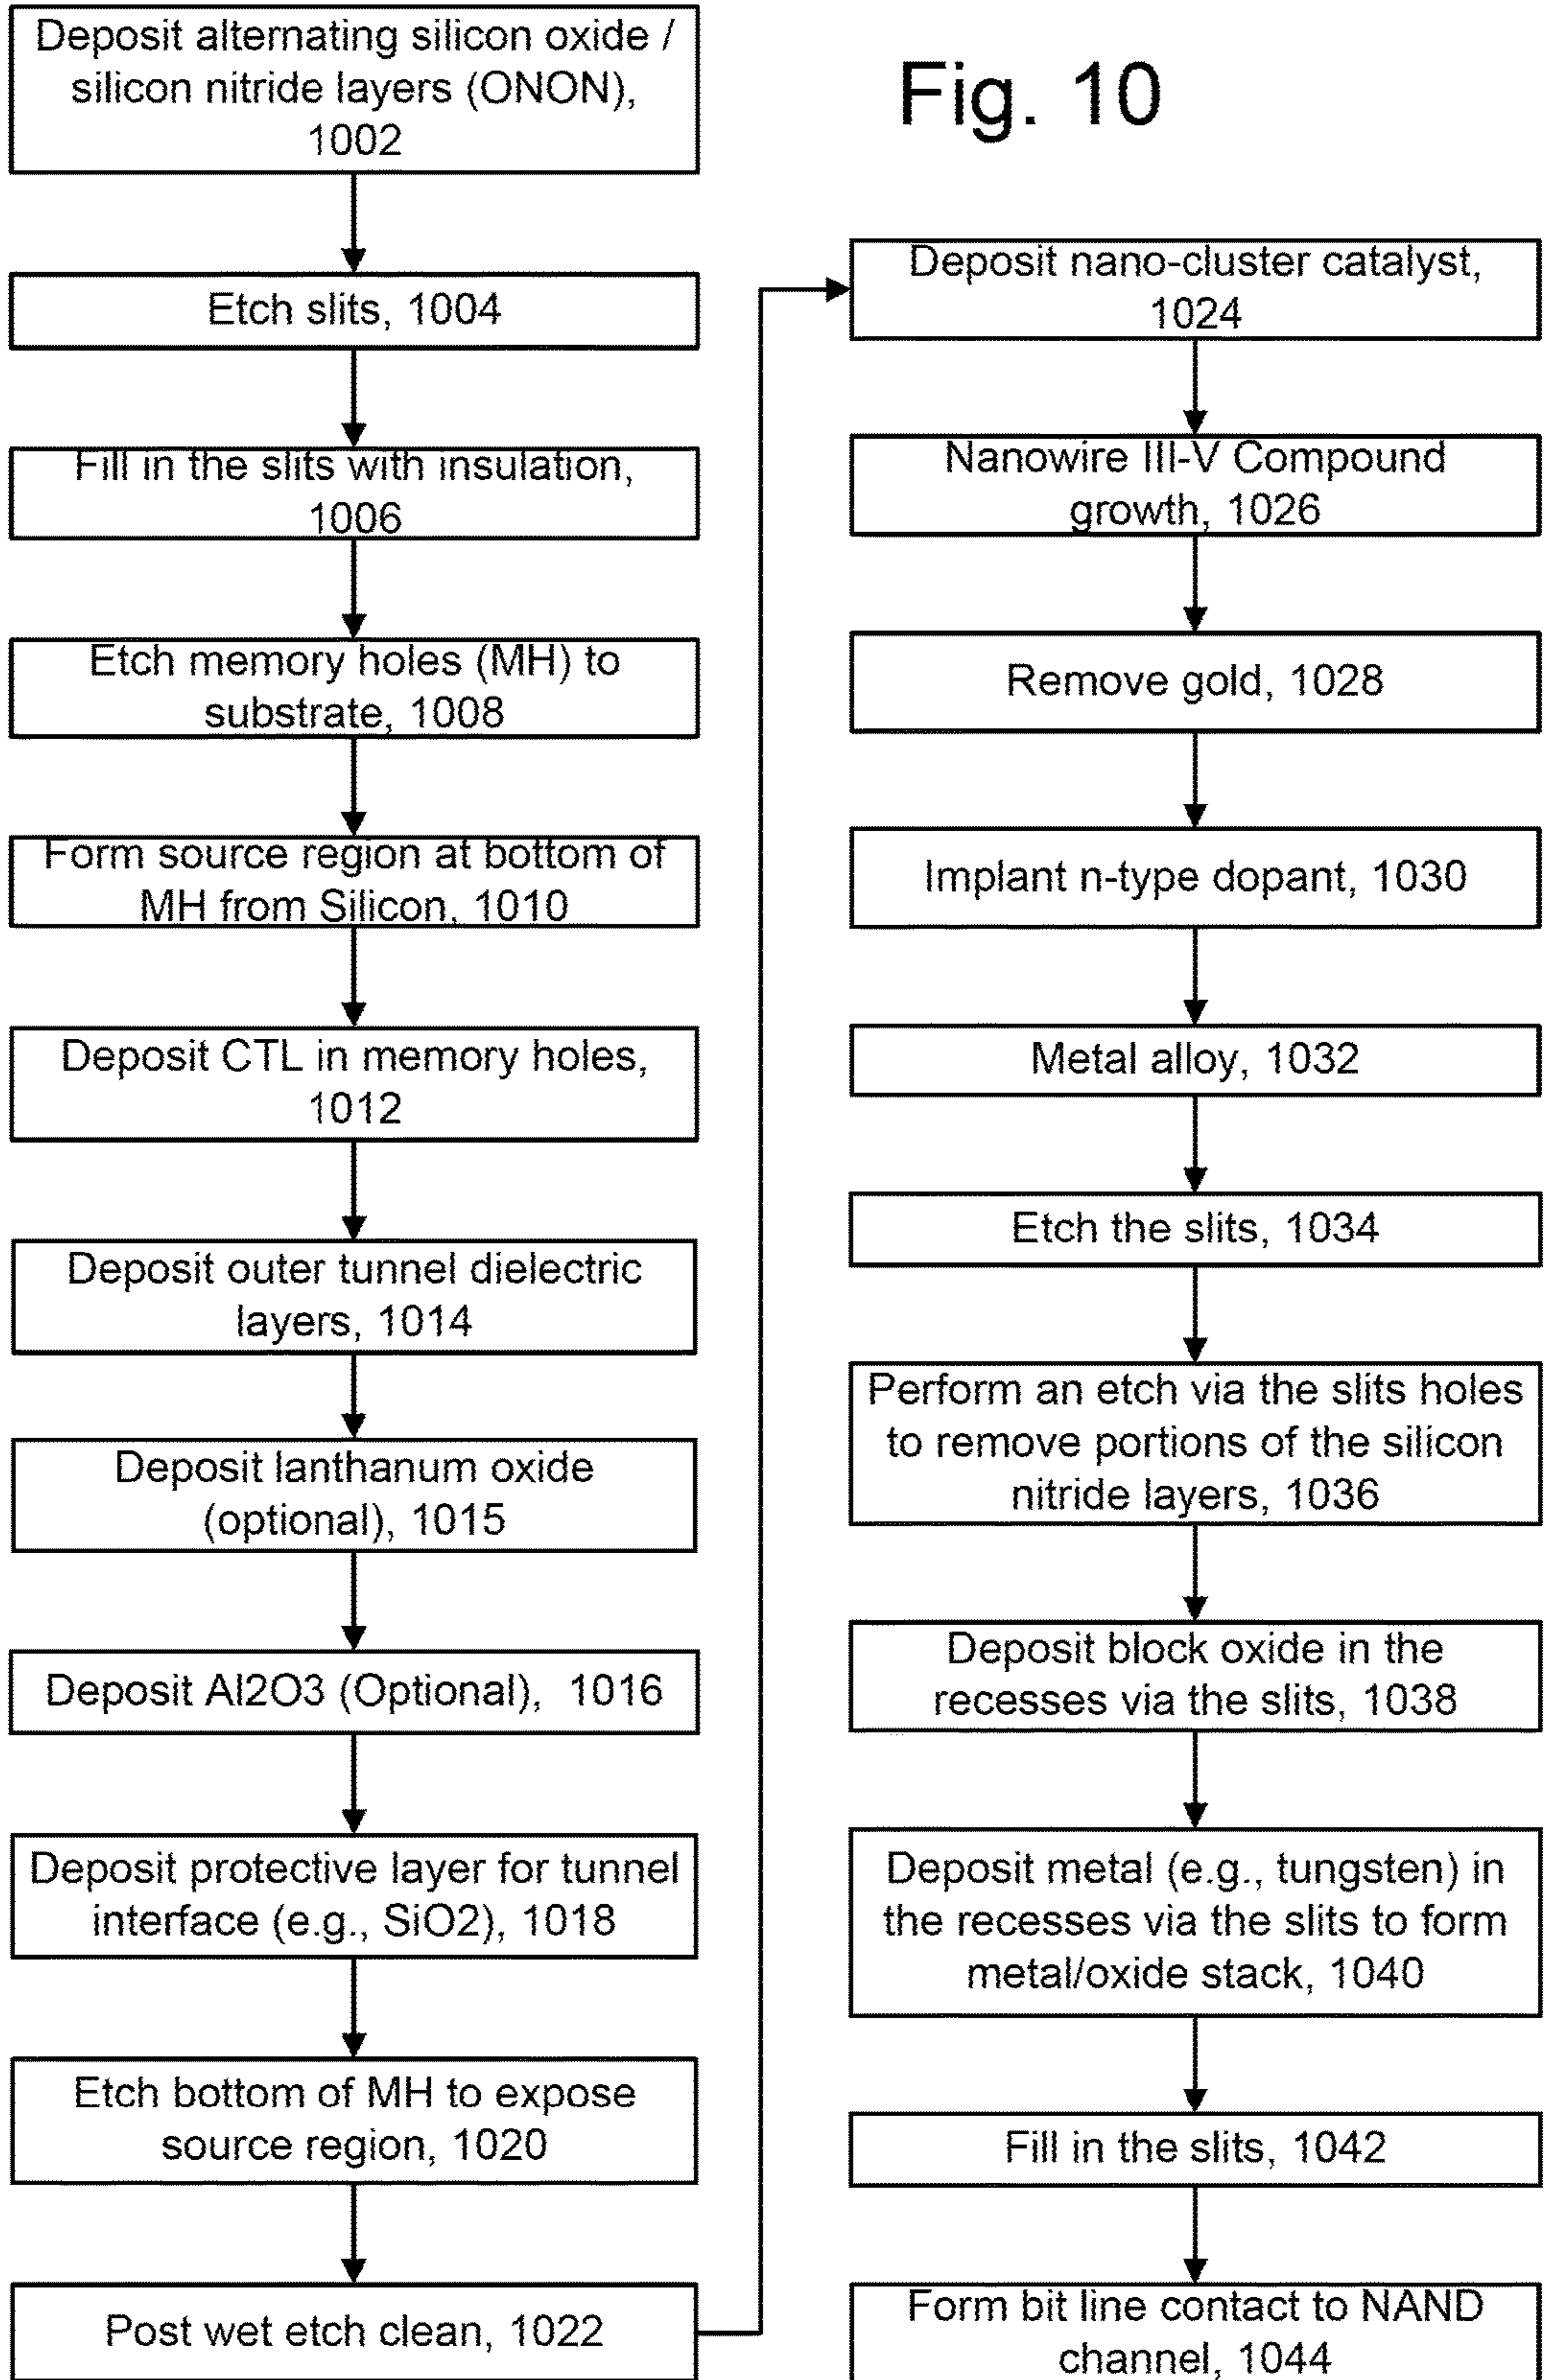 Fig. 10
Deposit alternating silicon oxide /
silicon nitride layers (ONON),
1002
Etch slits, 1004
Fill in the slits with insulation,
1006
Etch memory holes (MH) to
substrate, 1008
Form source region at bottom of
MH from Silicon, 1010
Deposit CTL in memory holes,
1012
Deposit outer tunnel dielectric
layers, 1014
Deposit lanthanum oxide
(optional), 1015
Deposit Al2O3 (Optional), 1016
Deposit protective layer for tunnel
interface (e.g., SiO2), 1018
Etch bottom of MH to expose
source region, 1020
Post wet etch clean, 1022
Deposit nano-cluster catalyst,
1024
Nanowire III-V Compound
growth, 1026
Remove gold, 1028
Implant n-type dopant, 1030
Metal alloy, 1032
Etch the slits, 1034
Perform an etch via the slits holes
to remove portions of the silicon
nitride layers, 1036
Deposit block oxide in the
recesses via the slits, 1038
Deposit metal (e.g., tungsten) in
the recesses via the slits to form
metal/oxide stack, 1040
Fill in the slits, 1042
Form bit line contact to NAND
channel, 1044